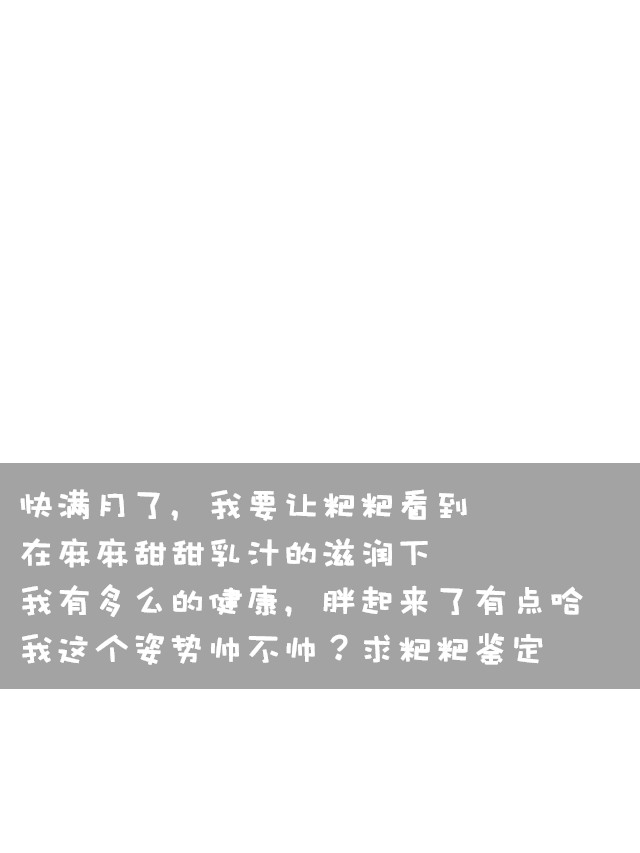 快满月了，我要让粑粑看到
在麻麻甜甜乳汁的滋润下
我有多么的健康，胖起来了有点哈
我这个姿势帅不帅？求粑粑鉴定